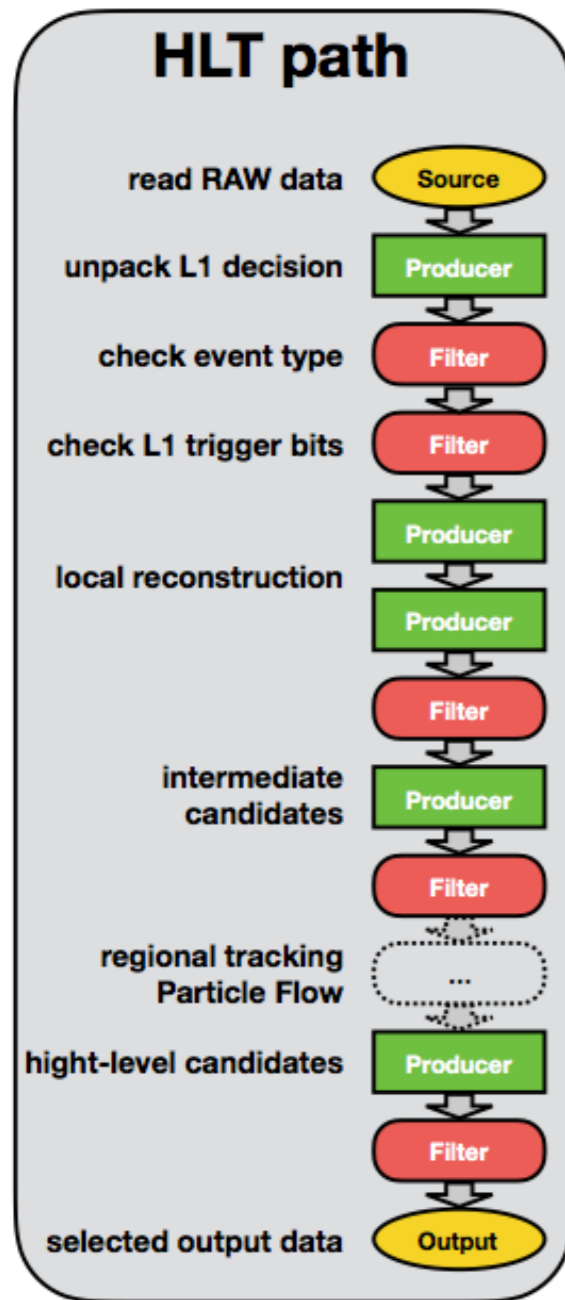 HLT path
read RAW data
Source
unpack L1 decision
Producer
check event type
Filter
check L1 trigger bits
Filter
Producer
local reconstruction
Producer
Filter
intermediate
candidates
Producer
Filter
regional tracking
Particle Flow
...
hight-level candidates
Producer
Filter
selected output data
Output